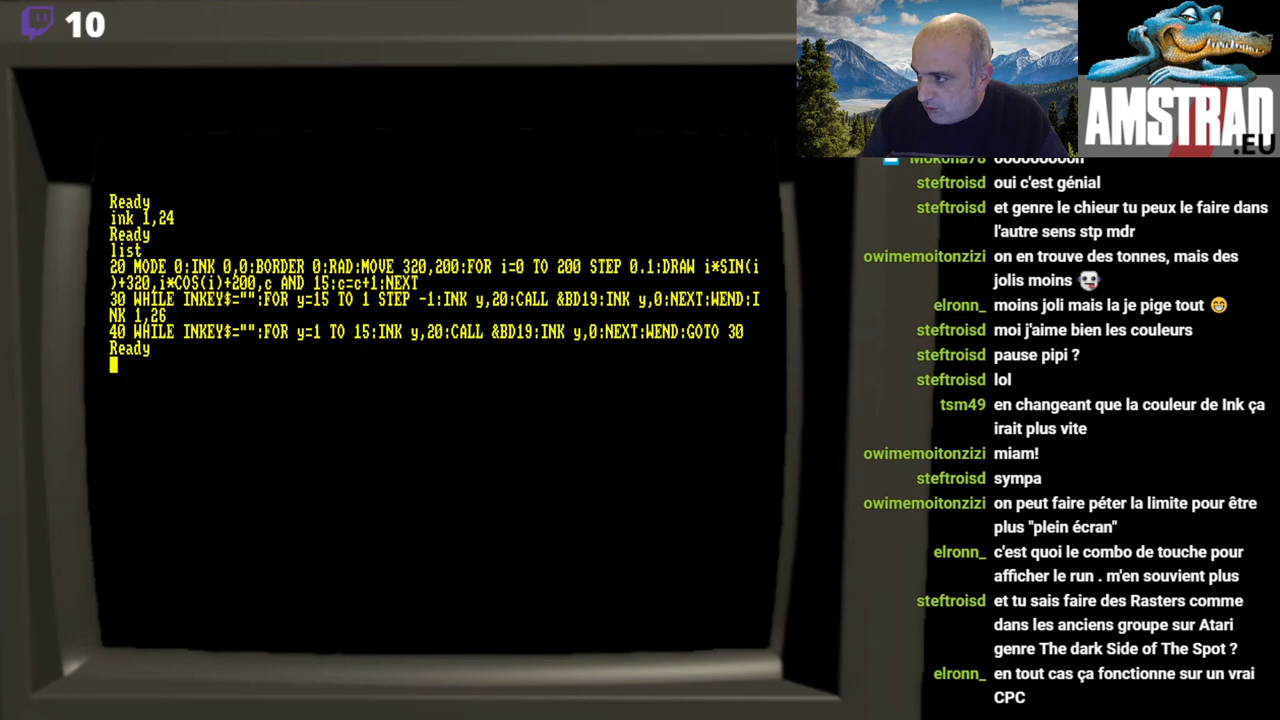 10
Ready
ink 1,24
Ready
list
20 MODE 0:INK 0,0:BORDER 0:RAD:MOVE 320,200:FOR i=0 TO 200 STEP 0.1:DRAW i*SIN(i
)+320,i*COS(i)+200,c AND 15:c=c+1:NEXT
30 WHILE INKEY$="":FOR y=15 TO 1 STEP -1:INK y,20:CALL &BD19:INK y,0:NEXT:WEND:I
NK 1,26
40 WHILE INKEY$="":FOR y=1 TO 15:INK y,20:CALL &BD19:INK y,0:NEXT:WEND:GOTO 30
Ready
AMSTRAD
.EU
Mokona78 oooooooooh
steftroisd oui c'est génial
steftroisd et genre le chieur tu peux le faire dans
l'autre sens stp mdr
owimemoitonzizi on en trouve des tonnes, mais des
jolis moins
elronn_ moins joli mais la je pige tout
steftroisd moi j'aime bien les couleurs
steftroisd pause pipi ?
steftroisd lol
tsm49 en changeant que la couleur de Ink ça
irait plus vite
owimemoitonzizi miam!
steftroisd sympa
owimemoitonzizi on peut faire péter la limite pour être
plus "plein écran"
elronn_ c'est quoi le combo de touche pour
afficher le run . m'en souvient plus
steftroisd et tu sais faire des Rasters comme
dans les anciens groupe sur Atari
genre The dark Side of The Spot ?
elronn_ en tout cas ça fonctionne sur un vrai
CPC